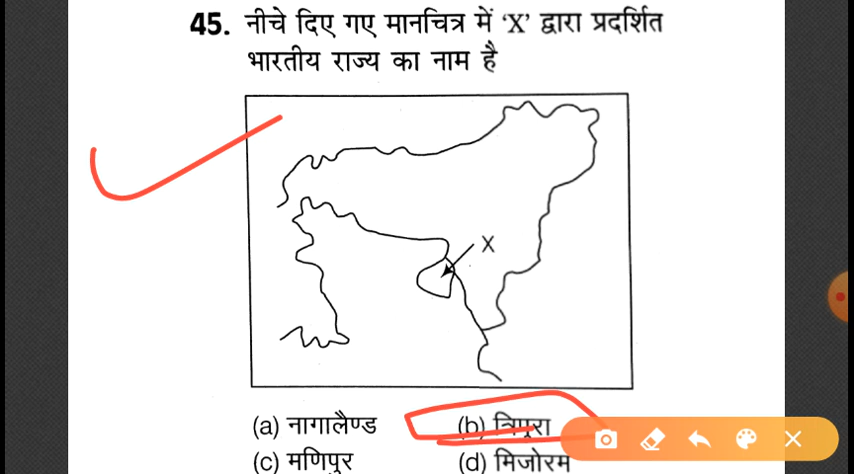 45. नीचे दिए गए मानचित्र में ‘X’ द्वारा प्रदर्शित
भारतीय राज्य का नाम है
X
(a) नागालैण्ड (b) त्रिपुरा
(c) मणिपुर (d) मिजोरम